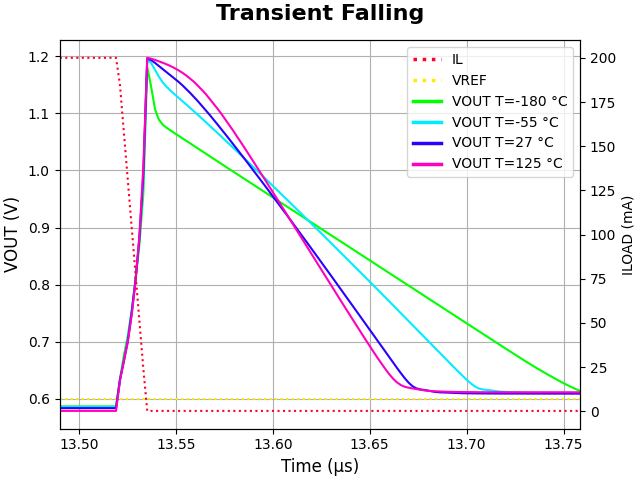 Transient Falling
IL
VREF
VOUT T=-180 °C
VOUT T=-55 °C
VOUT T=27 °C
VOUT T=125 °C
VOUT (V)
1.2
1.1
1.0
0.9
0.8
0.7
0.6
200
175
150
125
100
75
50
25
0
ILOAD (mA)
13.50 13.55 13.60 13.65 13.70 13.75
Time (µs)